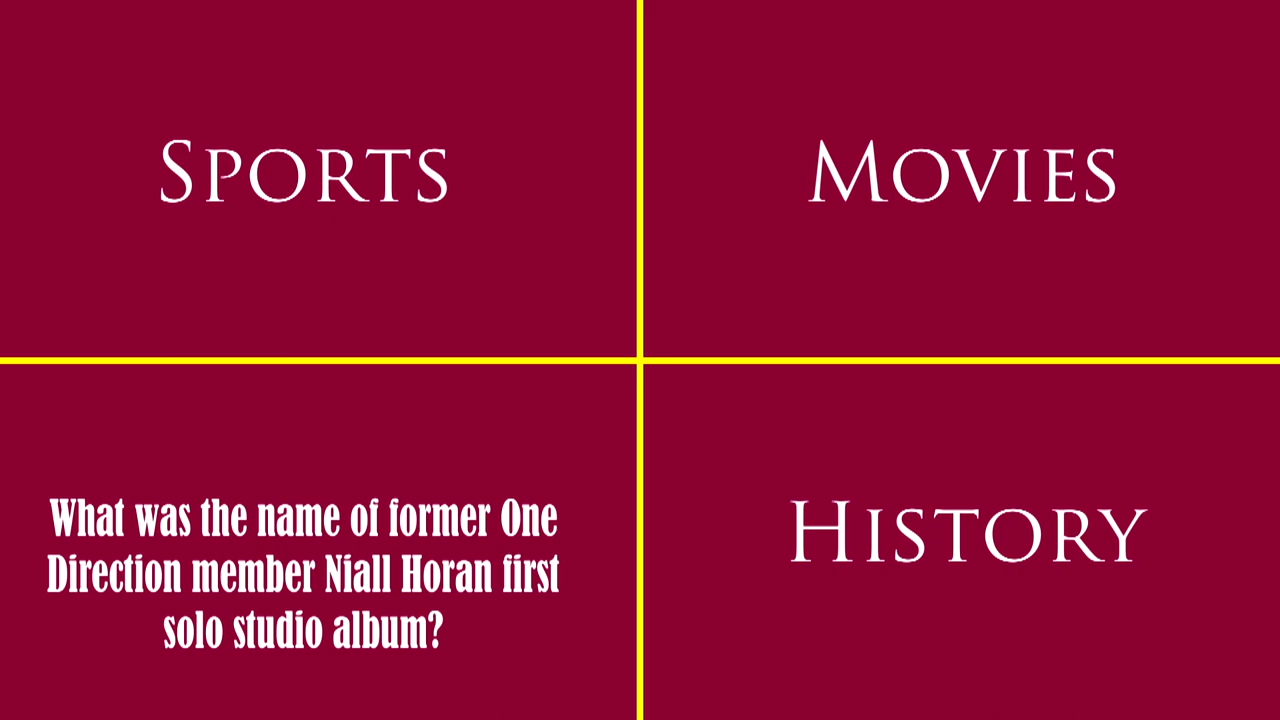 Sports
Movies
What was the name of former One
Direction member Niall Horan first
solo studio album?
History